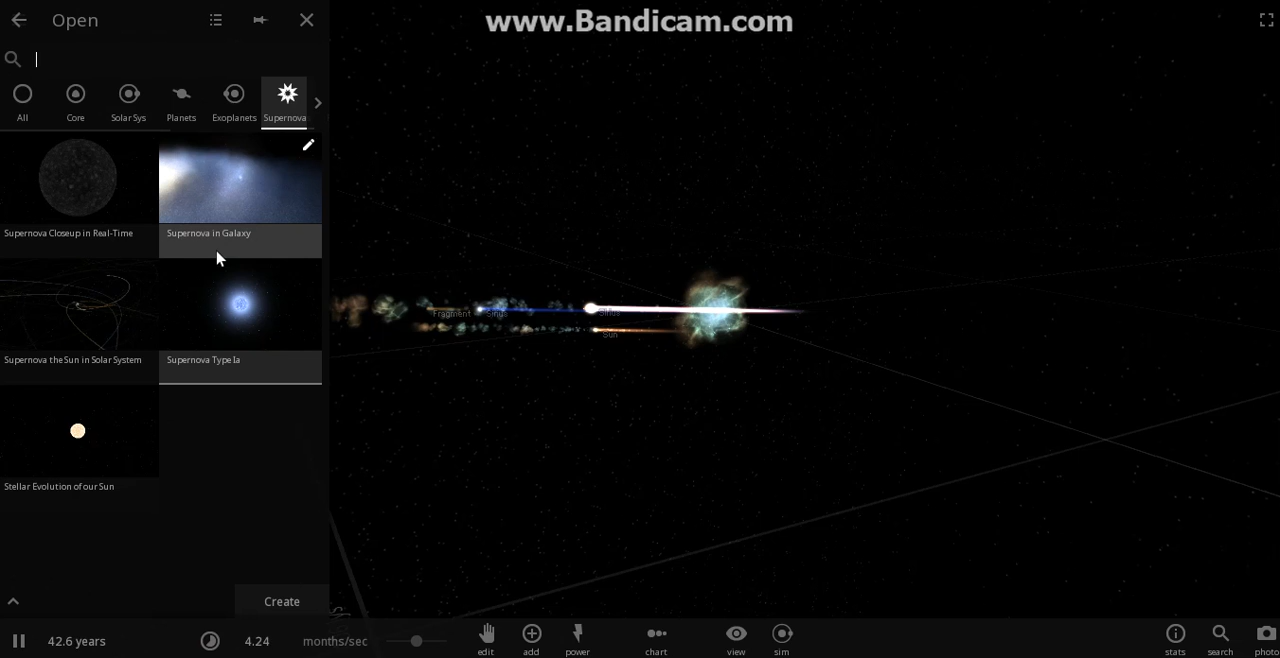 www.Bandicam.com
Open
All
Core
Solar Sys
Planets
Exoplanets
Supernova
Supernova Closeup in Real-Time
Supernova in Galaxy
Supernova the Sun in Solar System
Supernova Type Ia
Stellar Evolution of our Sun
Fragment
Sirius
Sirius
Sun
Create
42.6 years
4.24
months/sec
edit
add
power
chart
view
sim
stats
search
photo